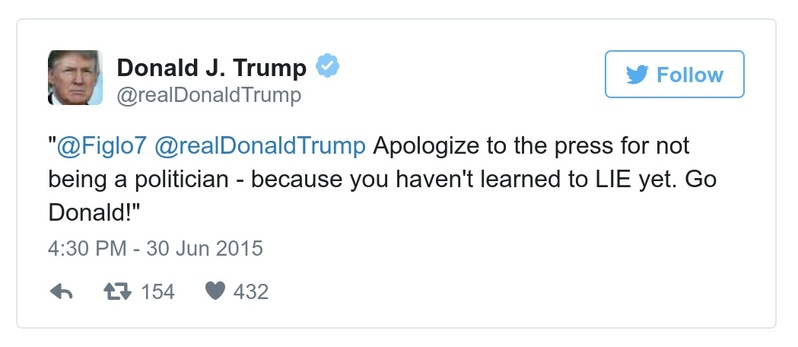 Donald J. Trump
@realDonaldTrump
Follow
"@Figlo7 @realDonaldTrump Apologize to the press for not
being a politician - because you haven't learned to LIE yet. Go
Donald!"
4:30 PM - 30 Jun 2015
154 432